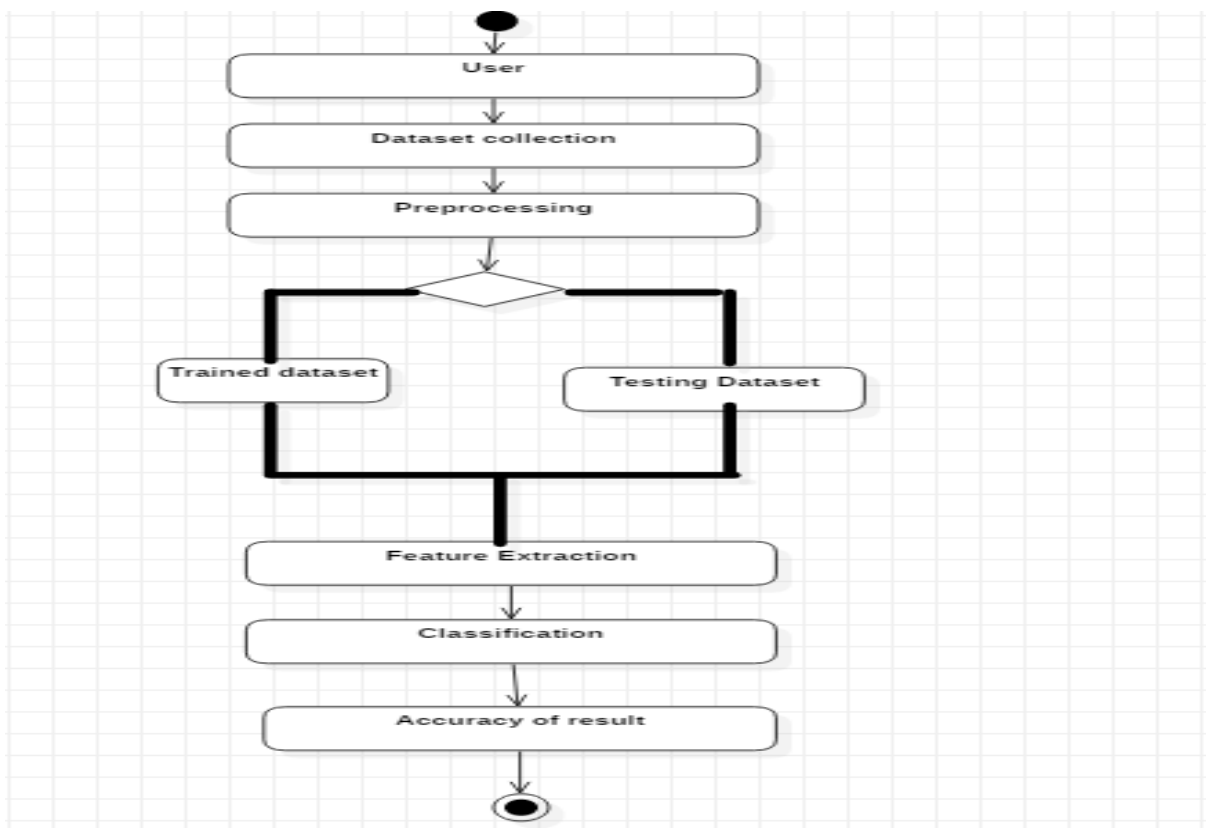 User
Dataset collection
Preprocessing
Trained dataset
Testing Dataset
Feature Extraction
Classification
Accuracy of result